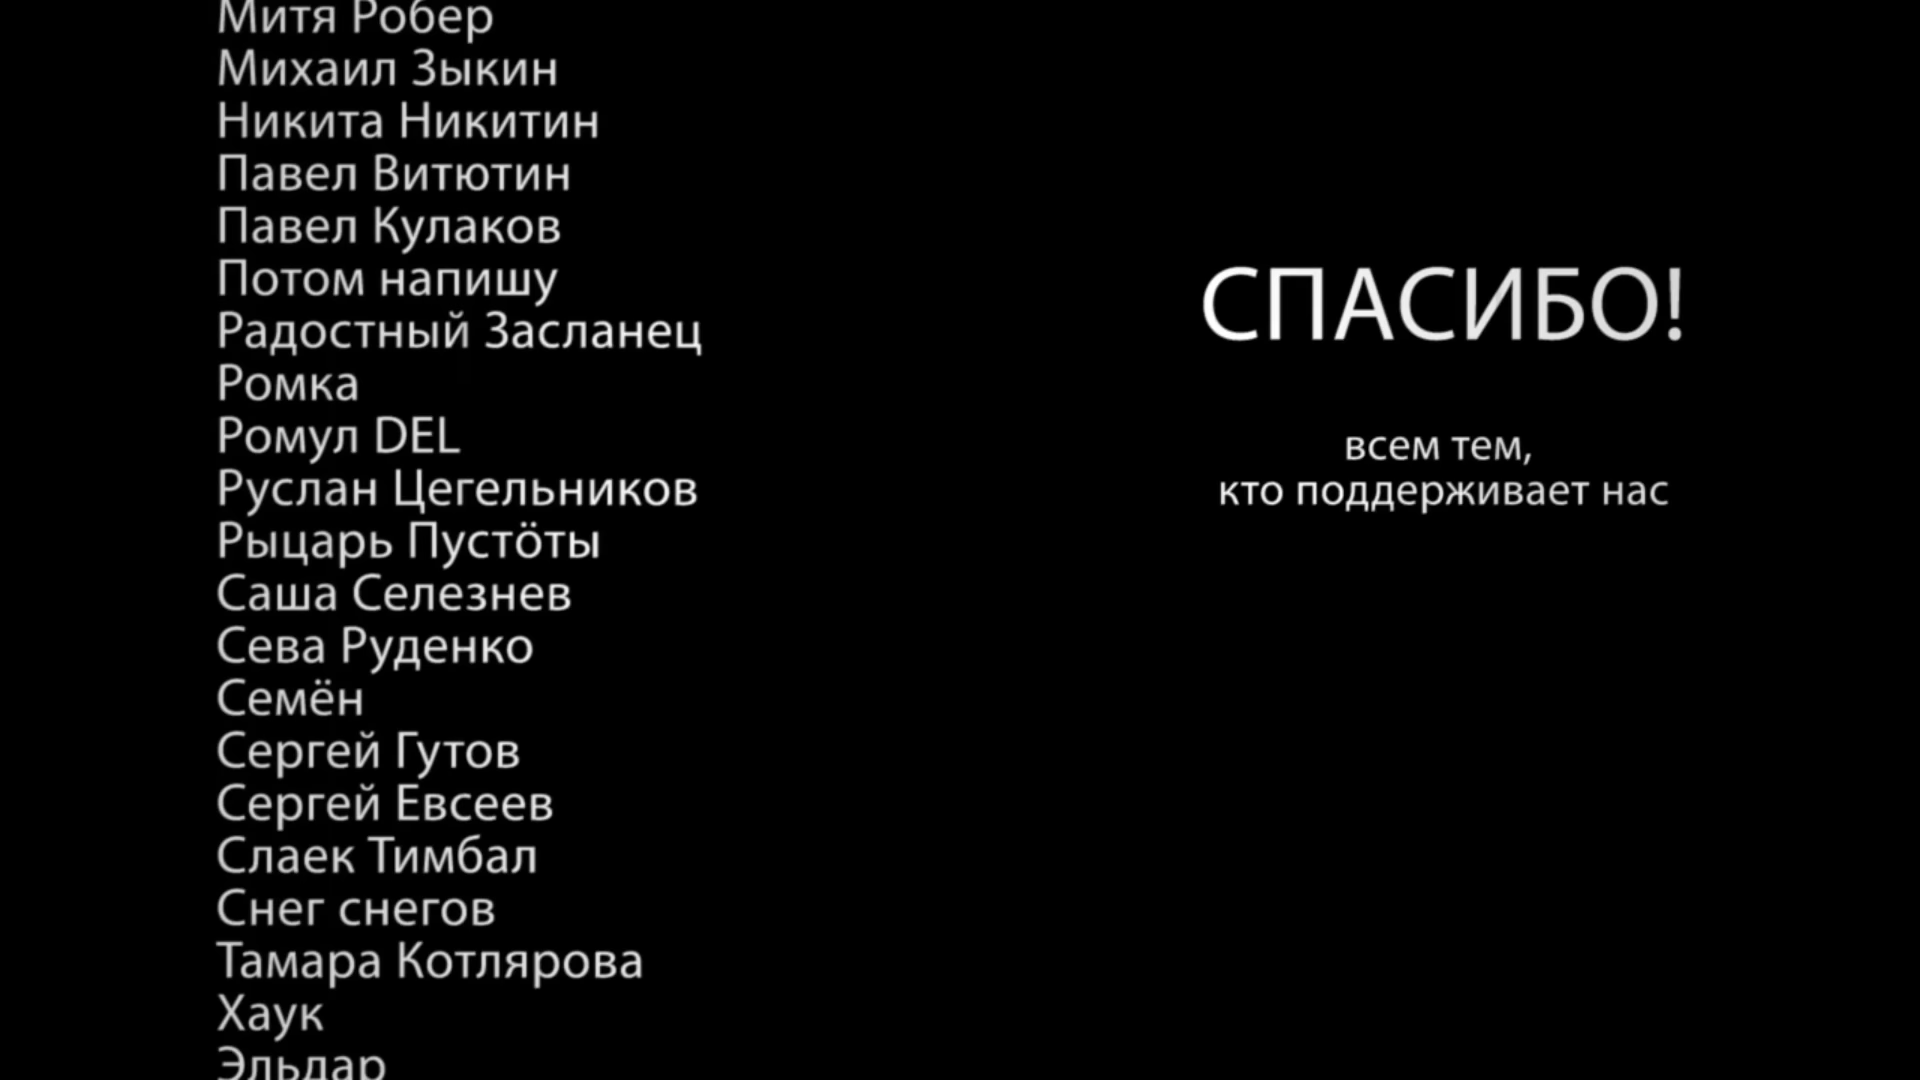 Митя Робер
Михаил Зыкин
Никита Никитин
Павел Витютин
Павел Кулаков
Потом напишу
Радостный Засланец
Ромка
Ромул DEL
Руслан Цегельников
Рыцарь Пустӧты
Саша Селезнев
Сева Руденко
Семён
Сергей Гутов
Сергей Евсеев
Слаек Тимбал
Снег снегов
Тамара Котлярова
Хаук
Эльдар
СПАСИБО!
всем тем,
кто поддерживает нас